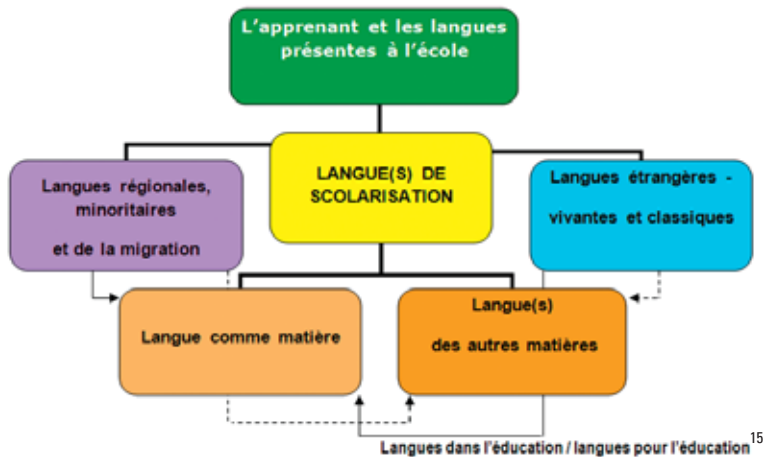 L'apprenant et les langues
présentes à l'école
LANGUE(S) DE
SCOLARISATION
Langues régionales,
minoritaires
et de la migration
Langues étrangères -
vivantes et classiques
Langue comme matière
Langue(s)
des autres matières
Langues dans l'éducation / langues pour l'éducation 15